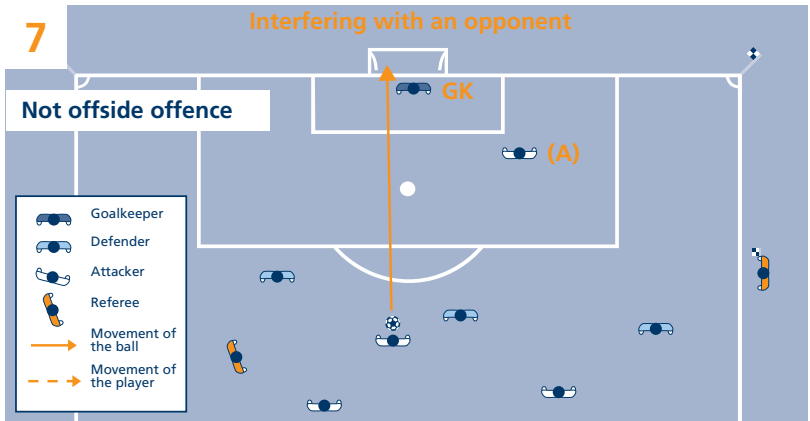 7
Interfering with an opponent
Not offside offence
GK
(A)
Goalkeeper
Defender
Attacker
Referee
Movement of
the ball
Movement of
the player